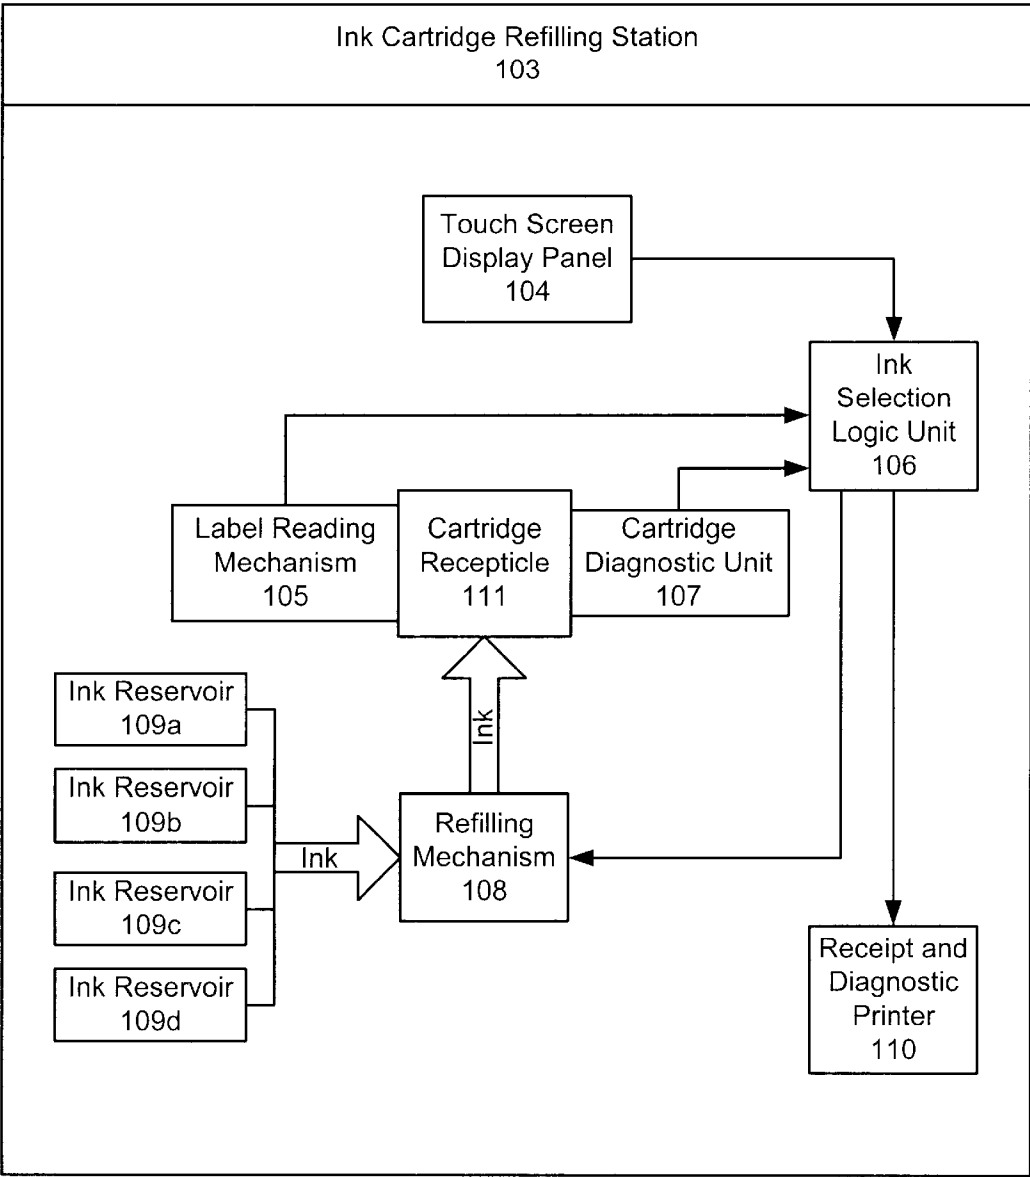 Ink Cartridge Refilling Station
103
Touch Screen
Display Panel
104
Ink
Selection
Logic Unit
106
Label Reading
Mechanism
105
Cartridge
Recepticle
111
Cartridge
Diagnostic Unit
107
Ink Reservoir
109a
Ink Reservoir
109b
Ink Reservoir
109c
Ink Reservoir
109d
Ink
Ink
Refilling
Mechanism
108
Receipt and
Diagnostic
Printer
110